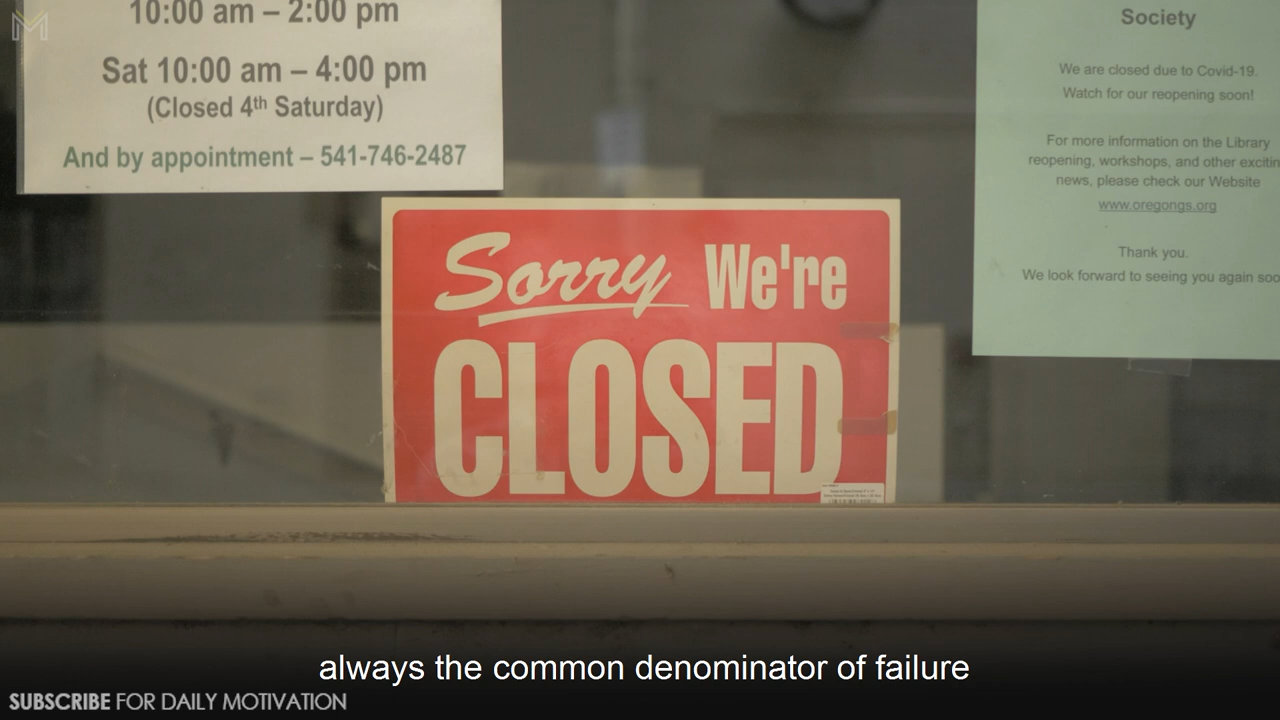 10:00 am – 2:00 pm
Sat 10:00 am – 4:00 pm
(Closed 4th Saturday)
And by appointment – 541-746-2487
Society
We are closed due to Covid-19.
Watch for our reopening soon!
For more information on the Library
reopening, workshops, and other excitin
news, please check our Website
www.oregongs.org
Thank you.
We look forward to seeing you again soo
Sorry We're
CLOSED
always the common denominator of failure
SUBSCRIBE FOR DAILY MOTIVATION